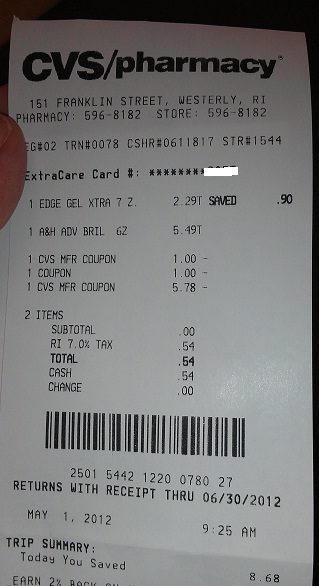 CVS/pharmacy®
151 FRANKLIN STREET, WESTERLY, RI
PHARMACY: 596-8182 STORE: 596-8182
EG#02 TRN#0078 CSHR#0611817 STR#1544
ExtraCare Card #: ********
1 EDGE GEL XTRA 7 Z. 2.29T SAVED .90
1 A&H ADV BRIL 6Z 5.49T
1 CVS MFR COUPON 1.00 -
1 COUPON 1.00 -
1 CVS MFR COUPON 5.78 -
2 ITEMS
SUBTOTAL .00
RI 7.0% TAX .54
TOTAL .54
CASH .54
CHANGE .00
2501 5442 1220 0780 27
RETURNS WITH RECEIPT THRU 06/30/2012
MAY 1, 2012 9:25 AM
TRIP SUMMARY:
Today You Saved 8.68
EARN 2% BACK ON